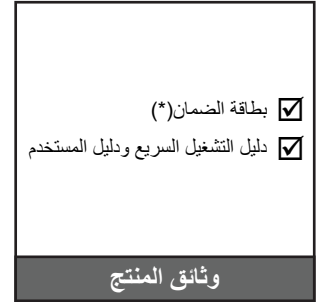 بطاقة الضمان(*)
دليل التشغيل السريع ودليل المستخدم
وثائق المنتج